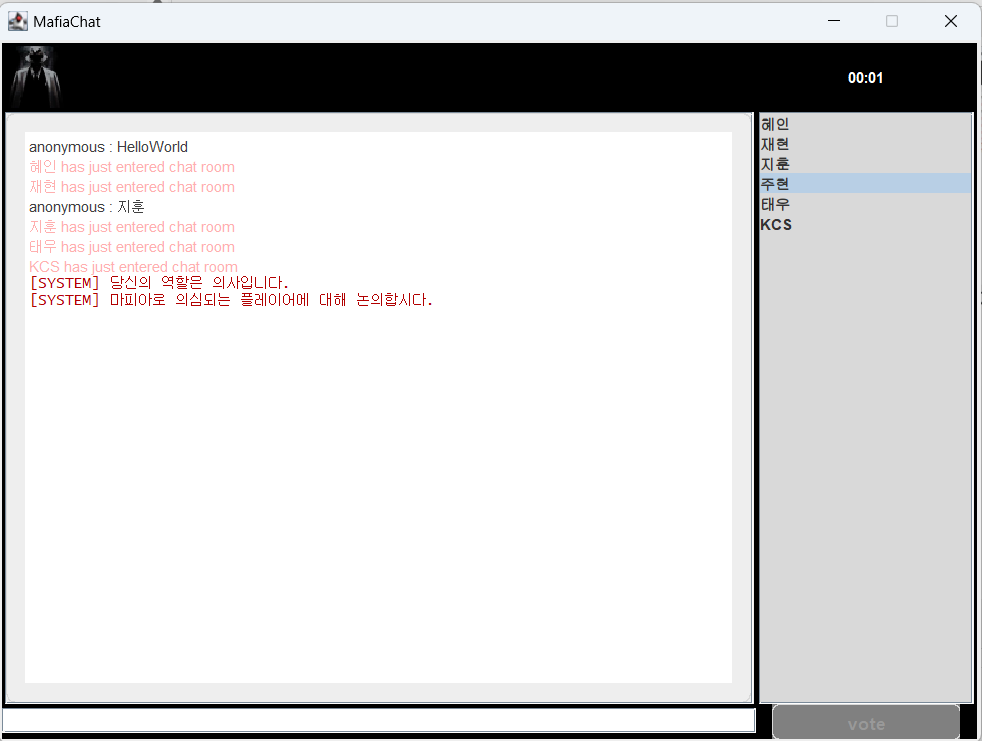 MafiaChat
00:01
anonymous : HelloWorld
혜인 has just entered chat room
재현 has just entered chat room
anonymous : 지훈
지훈 has just entered chat room
태우 has just entered chat room
KCS has just entered chat room
[SYSTEM] 당신의 역할은 의사입니다.
[SYSTEM] 마피아로 의심되는 플레이어에 대해 논의합시다.
혜인
재현
지훈
주현
태우
KCS
vote